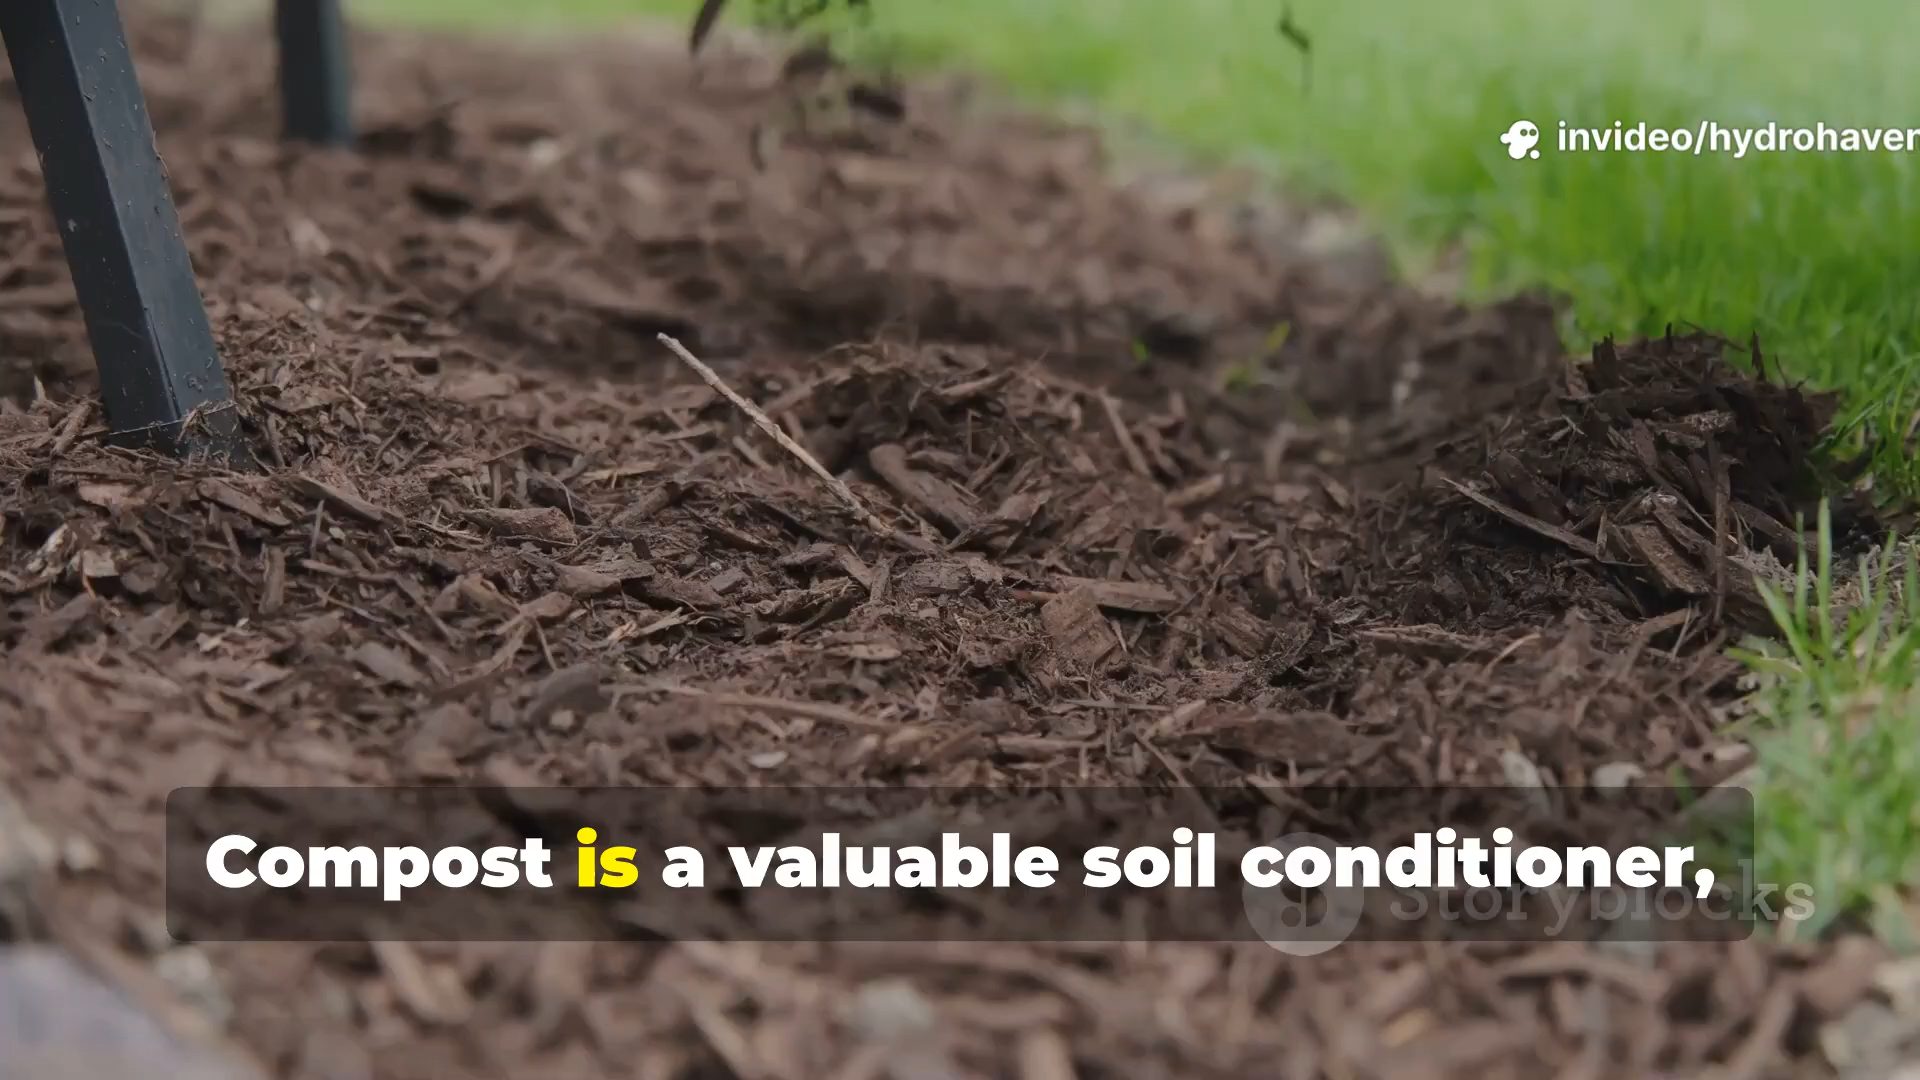 invideo/hydrohaven
Compost is a valuable soil conditioner,
Storyblocks